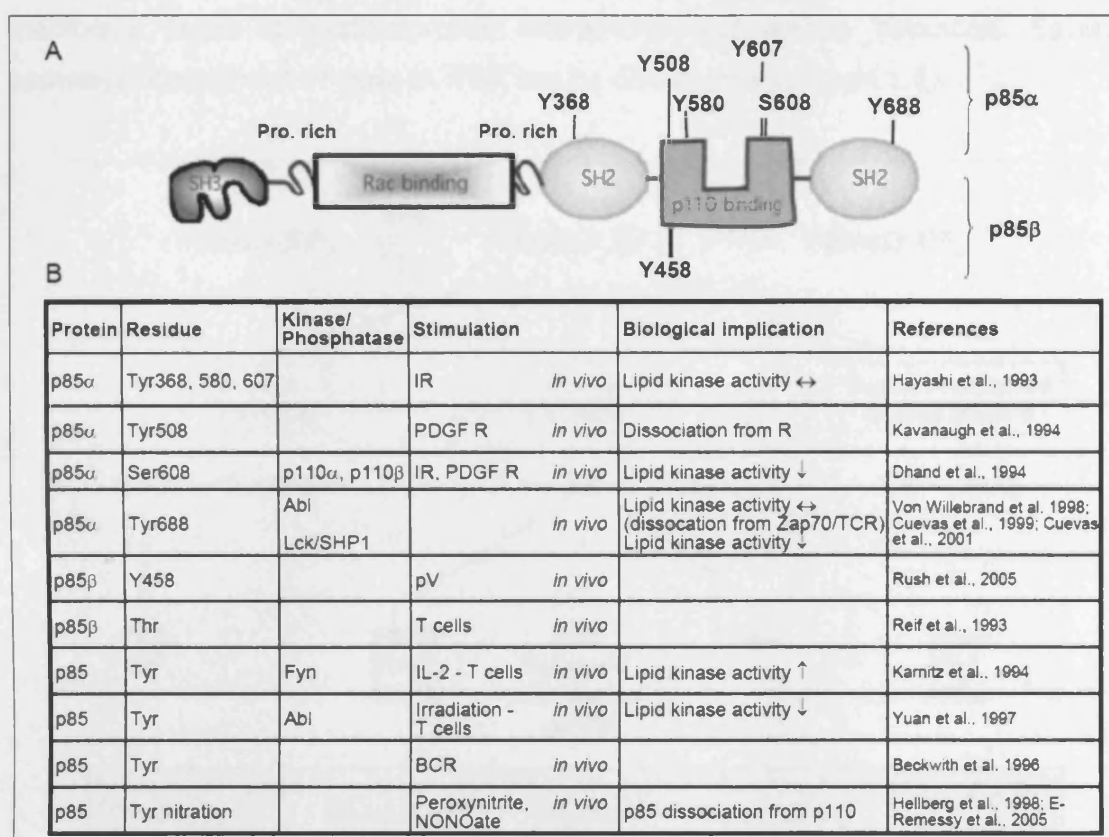 A
Y607
Y508
Y368 Y580 S608 Y688 p85α
Pro. rich Pro. rich
SH3 Rac binding SH2 p110 binding SH2
p85β
Y458
B
Protein Residue Kinase/ Phosphatase Stimulation Biological implication References
p85α Tyr368, 580, 607 IR in vivo Lipid kinase activity ↔ Hayashi et al., 1993
p85α Tyr508 PDGF R in vivo Dissociation from R Kavanaugh et al., 1994
p85α Ser608 p110α, p110β IR, PDGF R in vivo Lipid kinase activity ↓ Dhand et al., 1994
p85α Tyr688 Abl Lipid kinase activity ↔ Von Willebrand et al. 1998;
(dissocation from Zap70/TCR) Cuevas et al., 1999; Cuevas
Lck/SHP1 Lipid kinase activity ↓ et al., 2001
p85β Y458 pV in vivo Rush et al., 2005
p85β Thr T cells in vivo Reif et al., 1993
p85 Tyr Fyn IL-2 - T cells in vivo Lipid kinase activity ↑ Karnitz et al., 1994
p85 Tyr Abl Irradiation - in vivo Lipid kinase activity ↓ Yuan et al., 1997
T cells
p85 Tyr BCR in vivo Beckwith et al. 1996
p85 Tyr nitration Peroxynitrite, in vivo p85 dissociation from p110 Hellberg et al., 1998; E-
NONOate Remessy et al., 2005